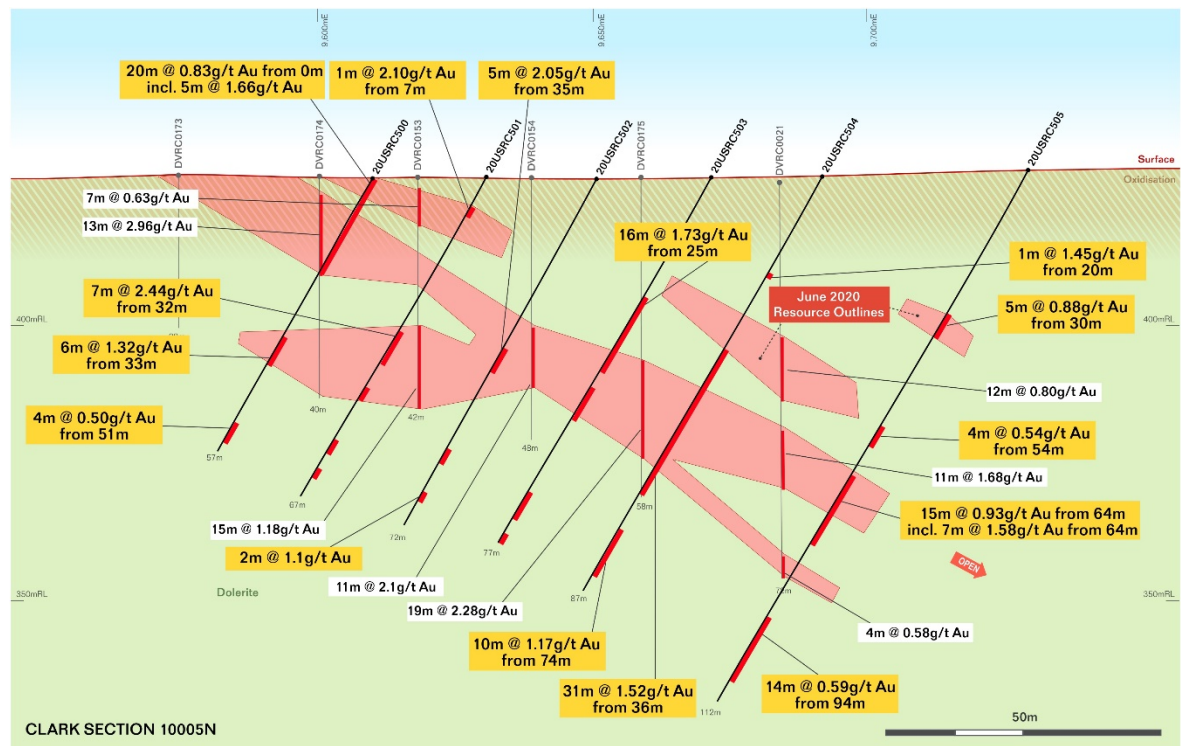 9,600mE
9,650mE
9,700mE
20m @ 0.83g/t Au from 0m
incl. 5m @ 1.66g/t Au
1m @ 2.10g/t Au
from 7m
5m @ 2.05g/t Au
from 35m
DVRC0173
DVRC0174
20USRC500
DVRC0153
20USRC501
DVRC0154
20USRC502
DVRC0175
20USRC503
DVRC0021
20USRC504
20USRC505
Surface
Oxidisation
7m @ 0.63g/t Au
13m @ 2.96g/t Au
16m @ 1.73g/t Au
from 25m
1m @ 1.45g/t Au
from 20m
7m @ 2.44g/t Au
from 32m
June 2020
Resource Outlines
5m @ 0.88g/t Au
from 30m
400mRL
400mRL
6m @ 1.32g/t Au
from 33m
12m @ 0.80g/t Au
40m
42m
4m @ 0.50g/t Au
from 51m
4m @ 0.54g/t Au
from 54m
57m
48m
11m @ 1.68g/t Au
67m
58m
15m @ 0.93g/t Au from 64m
incl. 7m @ 1.58g/t Au from 64m
15m @ 1.18g/t Au
72m
77m
2m @ 1.1g/t Au
OPEN
11m @ 2.1g/t Au
Dolerite
87m
350mRL
350mRL
19m @ 2.28g/t Au
4m @ 0.58g/t Au
10m @ 1.17g/t Au
from 74m
31m @ 1.52g/t Au
from 36m
14m @ 0.59g/t Au
from 94m
112m
CLARK SECTION 10005N
50m